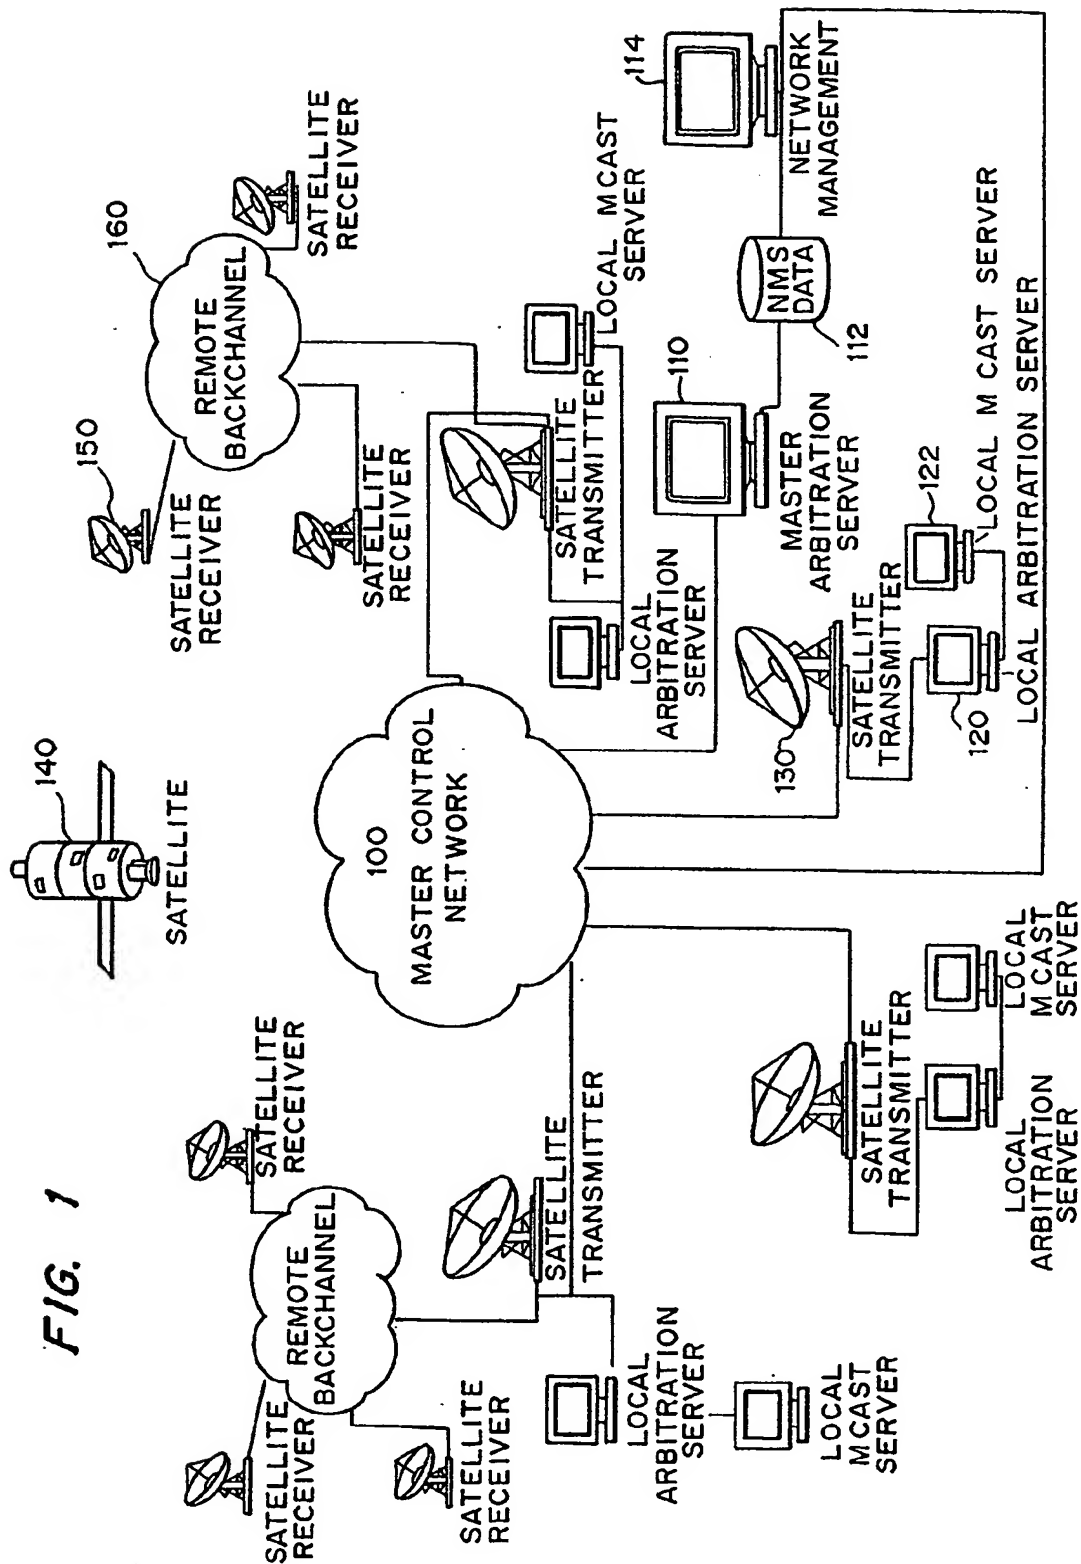 FIG. 1
140
SATELLITE
SATELLITE
RECEIVER
SATELLITE
RECEIVER
SATELLITE
RECEIVER
REMOTE
BACKCHANNEL
150
SATELLITE
RECEIVER
160
REMOTE
BACKCHANNEL
SATELLITE
RECEIVER
SATELLITE
RECEIVER
100
MASTER CONTROL
NETWORK
SATELLITE
TRANSMITTER
LOCAL
ARBITRATION
SERVER
LOCAL
MCAST
SERVER
SATELLITE
TRANSMITTER
LOCAL
ARBITRATION
SERVER
LOCAL MCAST
SERVER
110
MASTER
ARBITRATION
SERVER
NMS
DATA
112
114
NETWORK
MANAGEMENT
SATELLITE
TRANSMITTER
LOCAL
ARBITRATION
SERVER
LOCAL
MCAST
SERVER
130
SATELLITE
TRANSMITTER
120
122
LOCAL M CAST SERVER
LOCAL ARBITRATION SERVER